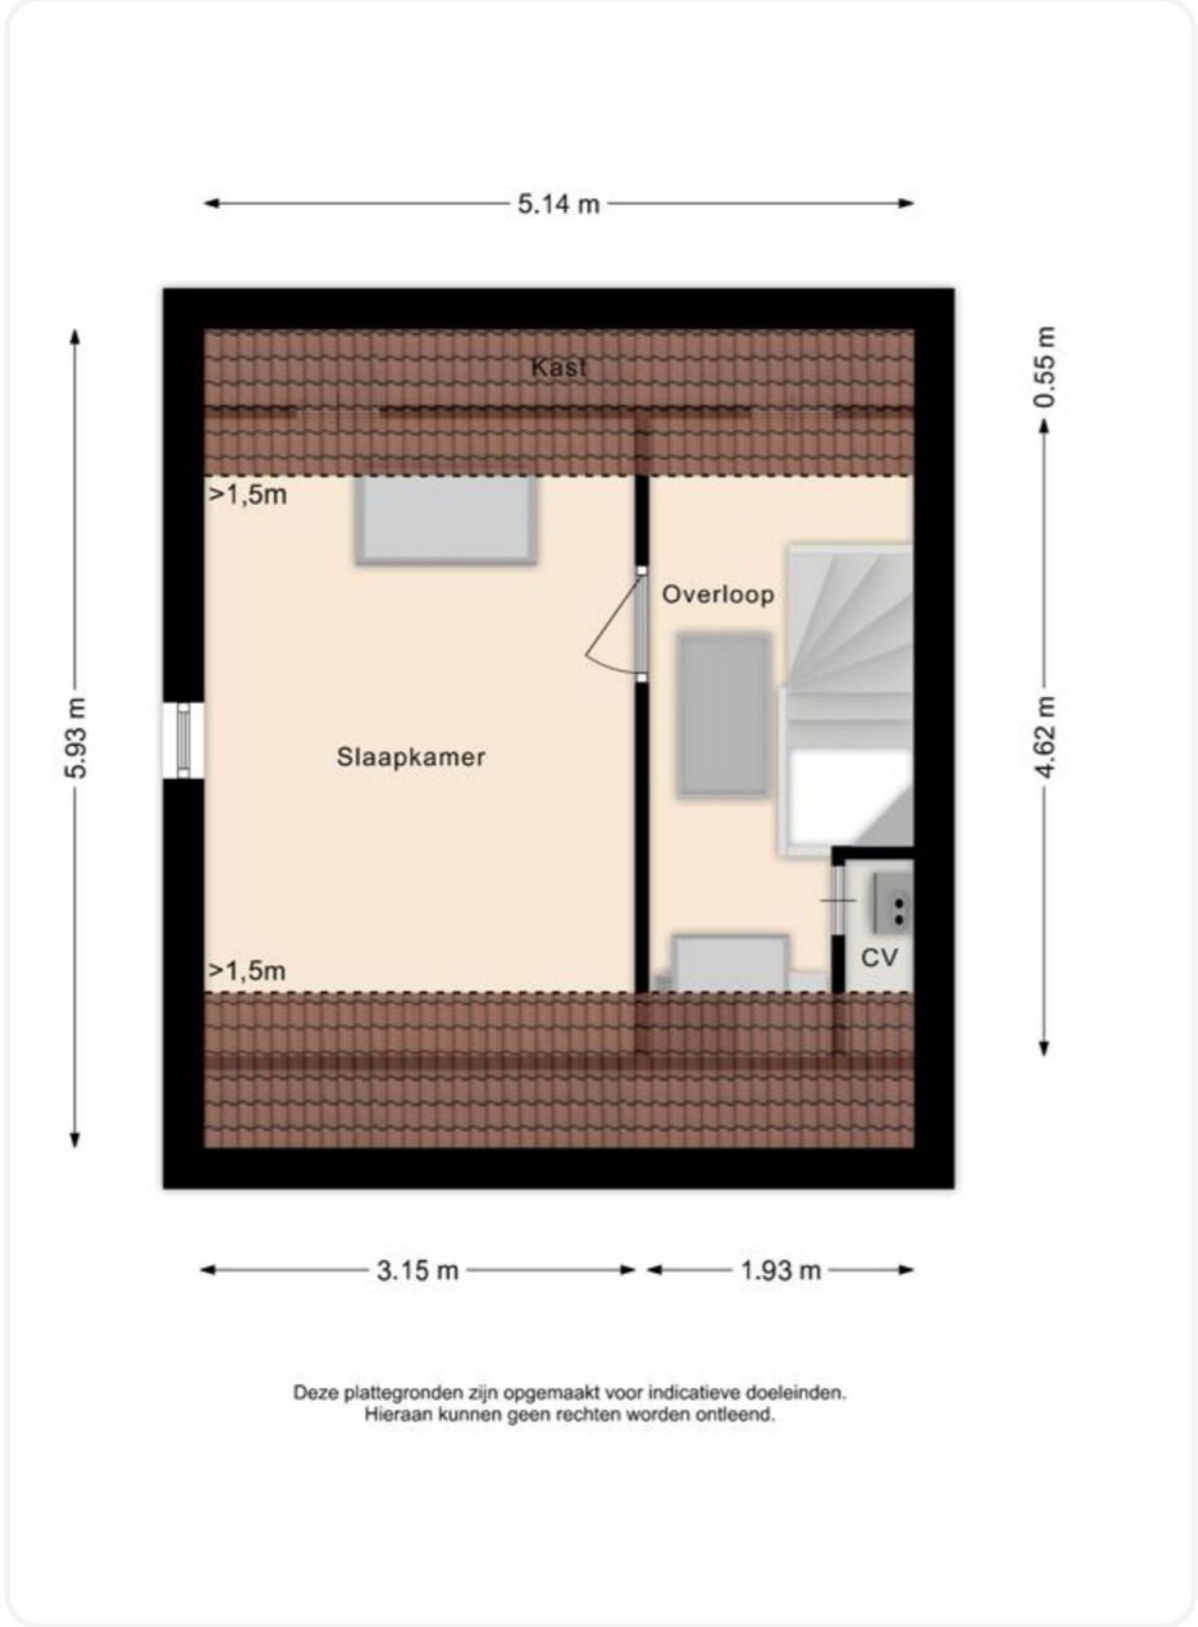 5.14 m
Kast
0.55 m
>1,5m
Overloop
5.93 m
4.62 m
Slaapkamer
CV
>1,5m
3.15 m
1.93 m
Deze plattegronden zijn opgemaakt voor indicatieve doeleinden.
Hieraan kunnen geen rechten worden ontleend.